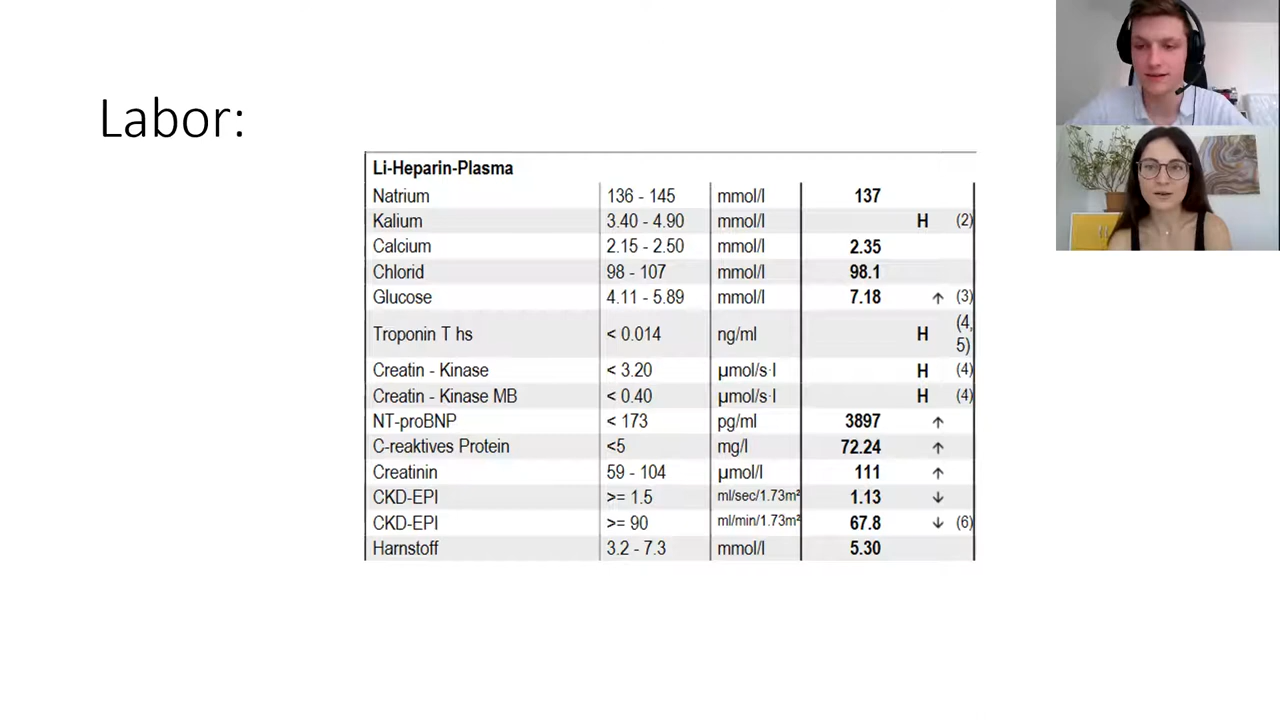 Labor:
Li-Heparin-Plasma
Natrium 136 - 145 mmol/l 137
Kalium 3.40 - 4.90 mmol/l H (2)
Calcium 2.15 - 2.50 mmol/l 2.35
Chlorid 98 - 107 mmol/l 98.1
Glucose 4.11 - 5.89 mmol/l 7.18 ↑ (3)
Troponin T hs < 0.014 ng/ml H (4, 5)
Creatin - Kinase < 3.20 µmol/s·l H (4)
Creatin - Kinase MB < 0.40 µmol/s·l H (4)
NT-proBNP < 173 pg/ml 3897 ↑
C-reaktives Protein <5 mg/l 72.24 ↑
Creatinin 59 - 104 µmol/l 111 ↑
CKD-EPI >= 1.5 ml/sec/1.73m² 1.13 ↓
CKD-EPI >= 90 ml/min/1.73m² 67.8 ↓ (6)
Harnstoff 3.2 - 7.3 mmol/l 5.30